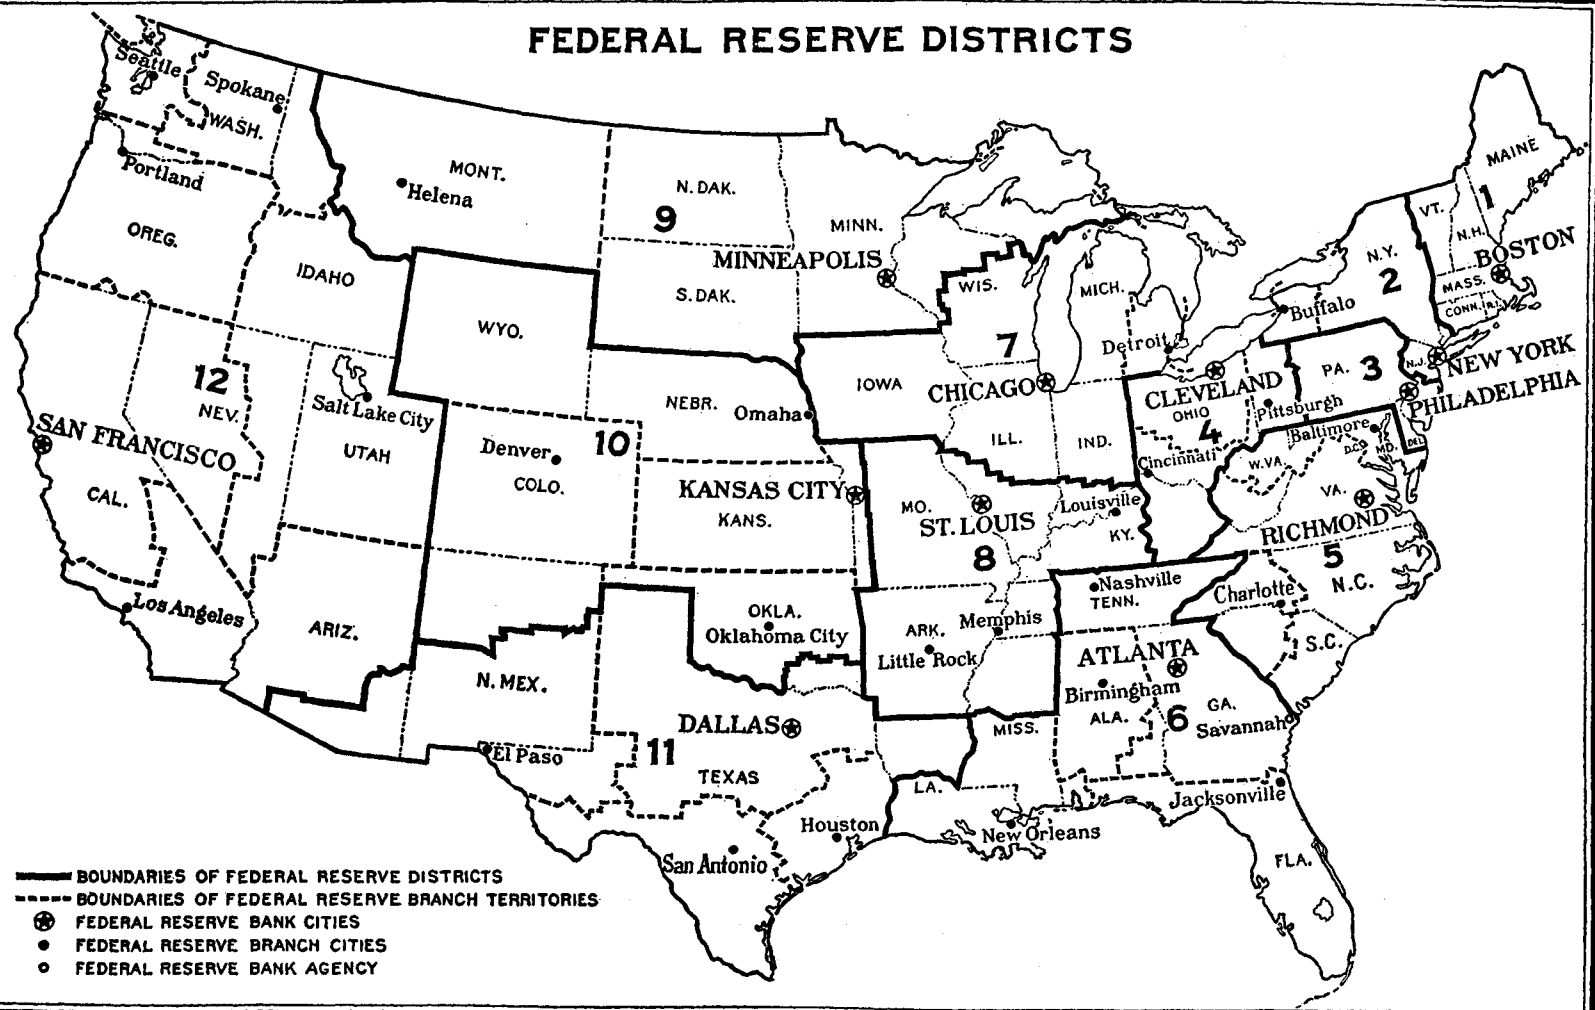 FEDERAL RESERVE DISTRICTS
Seattle
Spokane
WASH.
Portland
OREG.
IDAHO
MONT.
Helena
N. DAK.
9
S. DAK.
MINN.
MINNEAPOLIS
WYO.
WIS.
MICH.
7
Detroit
IOWA
CHICAGO
ILL.
IND.
MAINE
1
VT.
N.H.
BOSTON
MASS.
CONN.
R.I.
N.Y.
2
Buffalo
NEW YORK
N.J.
PA.
3
PHILADELPHIA
CLEVELAND
OHIO
4
Pittsburgh
Cincinnati
Baltimore
D.C.
MD.
DEL.
W.VA.
VA.
RICHMOND
5
N.C.
Charlotte
S.C.
12
NEV.
SAN FRANCISCO
CAL.
Los Angeles
Salt Lake City
UTAH
ARIZ.
NEBR.
Omaha
Denver
10
COLO.
KANSAS CITY
KANS.
MO.
ST. LOUIS
8
Louisville
KY.
Nashville
TENN.
OKLA.
Oklahoma City
ARK.
Memphis
Little Rock
N. MEX.
El Paso
DALLAS
11
TEXAS
Houston
San Antonio
LA.
New Orleans
MISS.
ATLANTA
Birmingham
ALA.
6
GA.
Savannah
Jacksonville
FLA.
BOUNDARIES OF FEDERAL RESERVE DISTRICTS
BOUNDARIES OF FEDERAL RESERVE BRANCH TERRITORIES
FEDERAL RESERVE BANK CITIES
FEDERAL RESERVE BRANCH CITIES
FEDERAL RESERVE BANK AGENCY